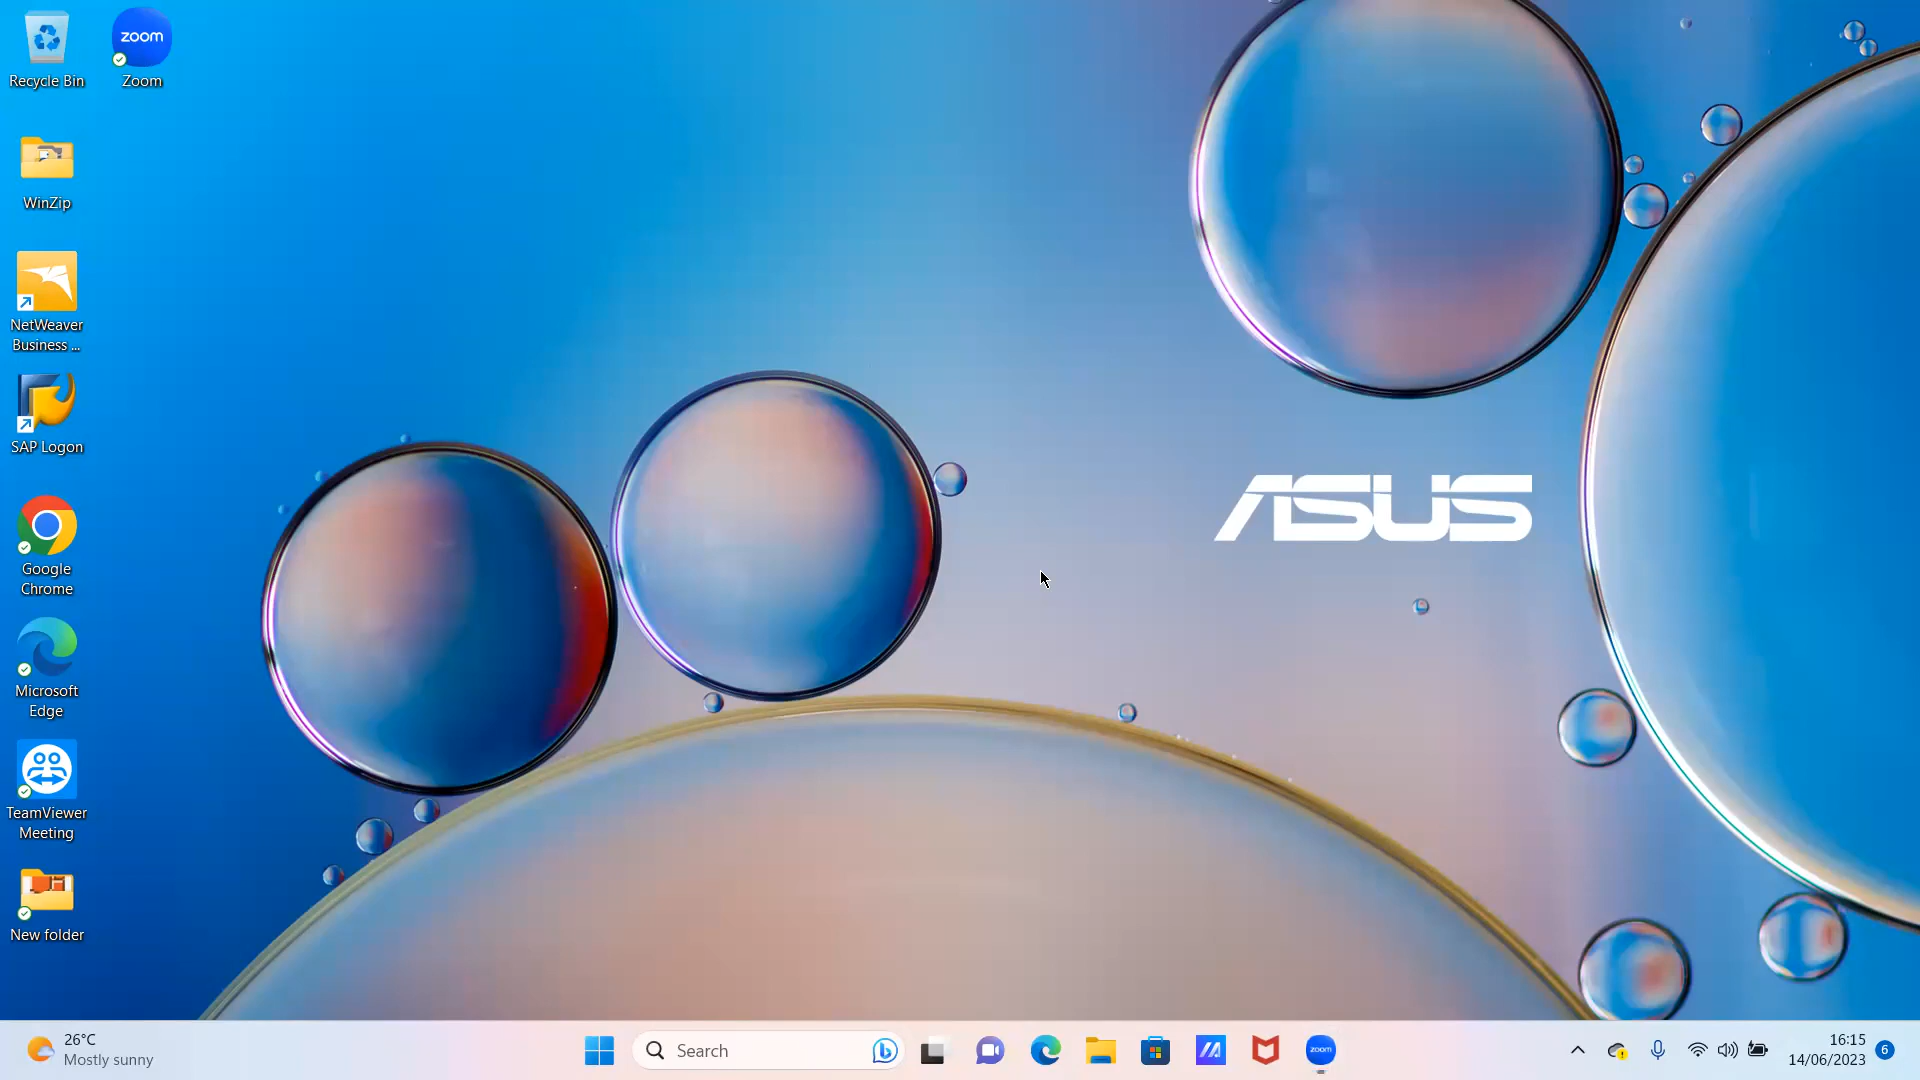 zoom
Recycle Bin
Zoom
WinZip
NetWeaver
Business ...
SAP Logon
Google
Chrome
Microsoft
Edge
TeamViewer
Meeting
New folder
ASUS
26°C
Mostly sunny
Search
zoom
16:15
14/06/2023
6